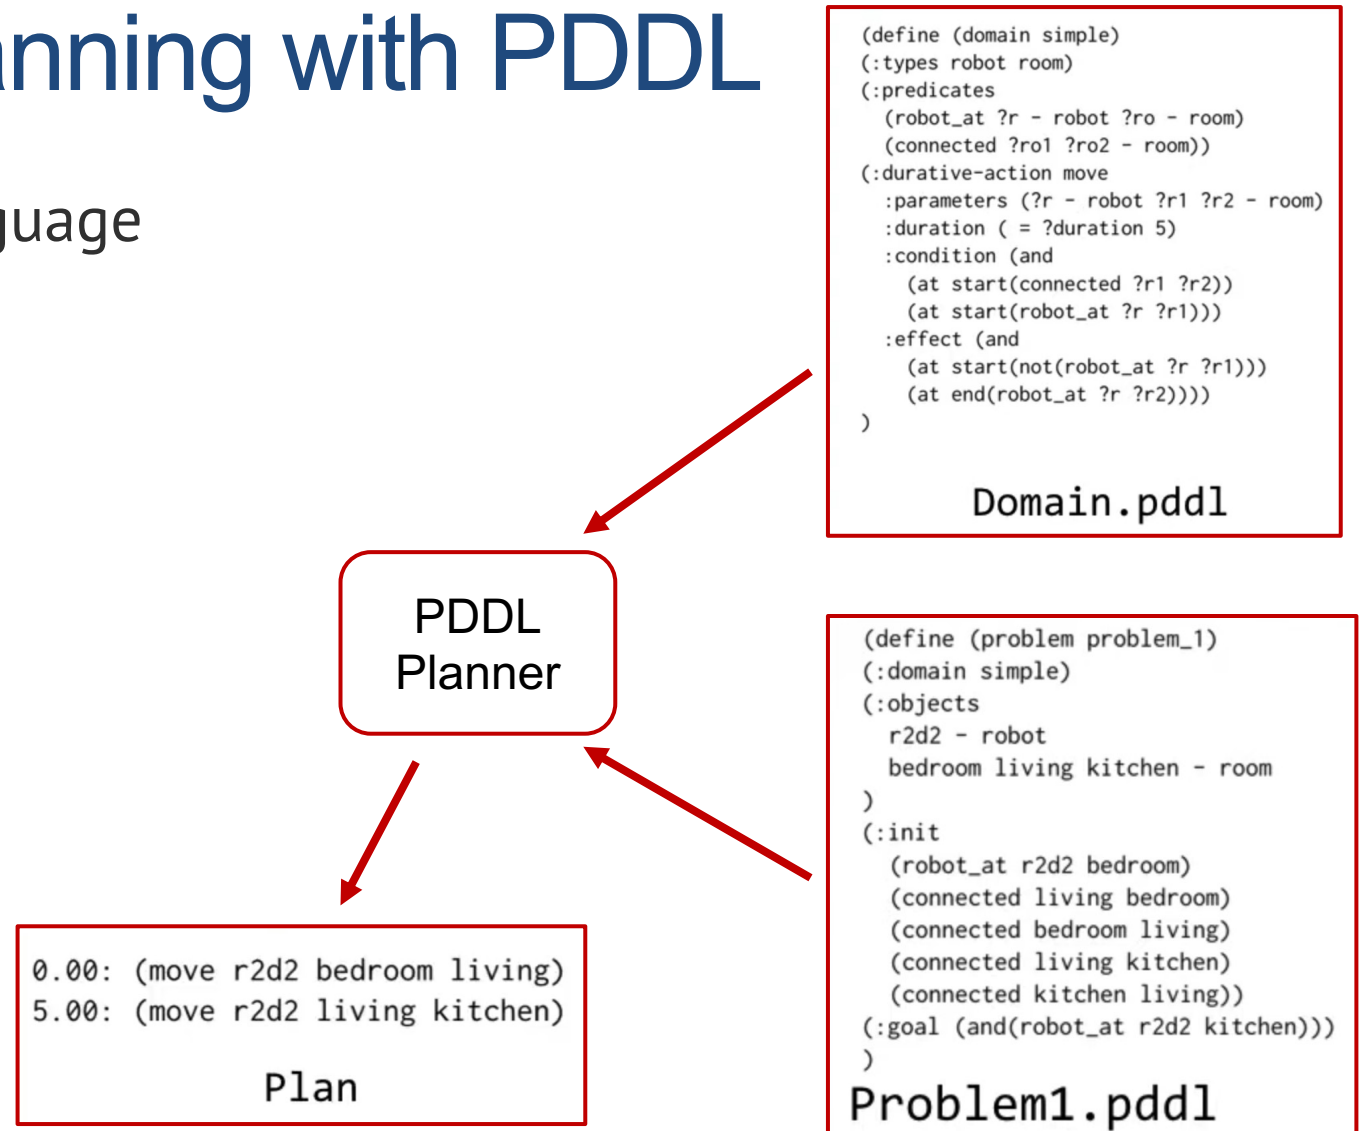 anning with PDDL
guage
(define (domain simple)
(:types robot room)
(:predicates
(robot_at ?r - robot ?ro - room)
(connected ?ro1 ?ro2 - room))
(:durative-action move
:parameters (?r - robot ?r1 ?r2 - room)
:duration ( = ?duration 5)
:condition (and
(at start(connected ?r1 ?r2))
(at start(robot_at ?r ?r1)))
:effect (and
(at start(not(robot_at ?r ?r1)))
(at end(robot_at ?r ?r2))))
)
Domain.pddl
PDDL
Planner
(define (problem problem_1)
(:domain simple)
(:objects
r2d2 - robot
bedroom living kitchen - room
)
(:init
(robot_at r2d2 bedroom)
(connected living bedroom)
(connected bedroom living)
(connected living kitchen)
(connected kitchen living))
(:goal (and(robot_at r2d2 kitchen)))
)
Problem1.pddl
0.00: (move r2d2 bedroom living)
5.00: (move r2d2 living kitchen)
Plan